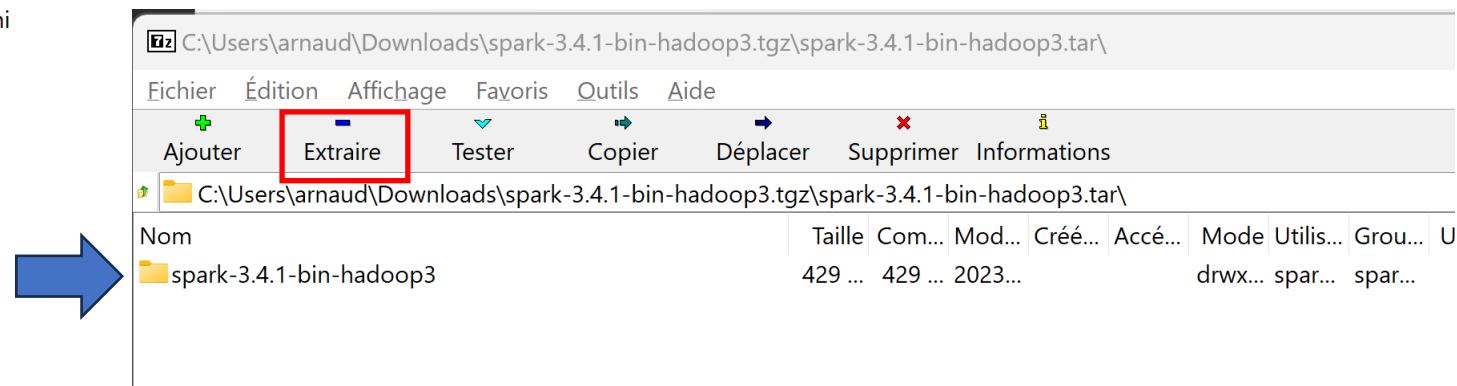 ni
7z C:\Users\arnaud\Downloads\spark-3.4.1-bin-hadoop3.tgz\spark-3.4.1-bin-hadoop3.tar\
Fichier Édition Affichage Favoris Outils Aide
Ajouter Extraire Tester Copier Déplacer Supprimer Informations
C:\Users\arnaud\Downloads\spark-3.4.1-bin-hadoop3.tgz\spark-3.4.1-bin-hadoop3.tar\
Nom Taille Com... Mod... Créé... Accé... Mode Utilis... Grou... U
spark-3.4.1-bin-hadoop3 429 ... 429 ... 2023... drwx... spar... spar...